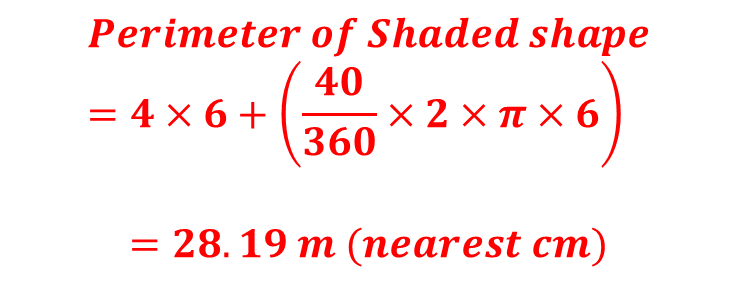 Perimeter of Shaded shape
= 4 × 6 + (40/360 × 2 × π × 6)
= 28.19 m (nearest cm)